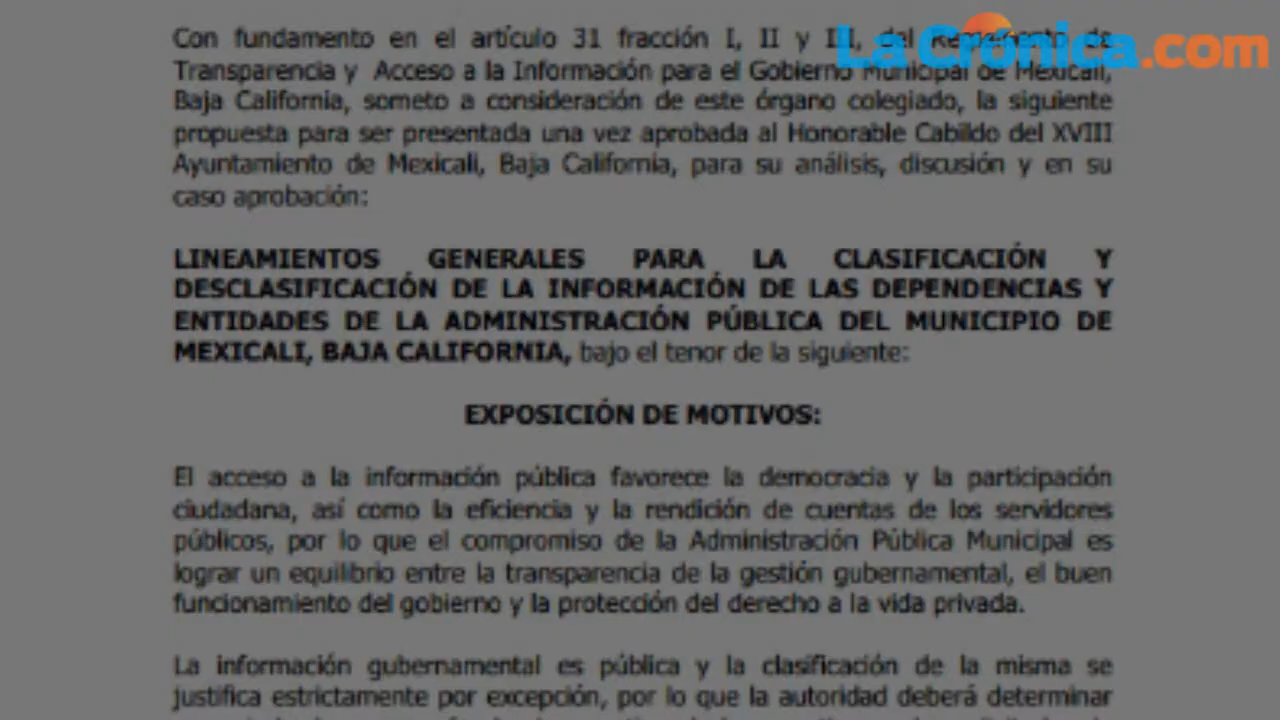 LaCrónica.com
Con fundamento en el artículo 31 fracción I, II y III, del Reglamento de
Transparencia y Acceso a la Información para el Gobierno Municipal de Mexicali,
Baja California, someto a consideración de este órgano colegiado, la siguiente
propuesta para ser presentada una vez aprobada al Honorable Cabildo del XVIII
Ayuntamiento de Mexicali, Baja California, para su análisis, discusión y en su
caso aprobación:
LINEAMIENTOS GENERALES PARA LA CLASIFICACIÓN Y
DESCLASIFICACIÓN DE LA INFORMACIÓN DE LAS DEPENDENCIAS Y
ENTIDADES DE LA ADMINISTRACIÓN PÚBLICA DEL MUNICIPIO DE
MEXICALI, BAJA CALIFORNIA, bajo el tenor de la siguiente:
EXPOSICIÓN DE MOTIVOS:
El acceso a la información pública favorece la democracia y la participación
ciudadana, así como la eficiencia y la rendición de cuentas de los servidores
públicos, por lo que el compromiso de la Administración Pública Municipal es
lograr un equilibrio entre la transparencia de la gestión gubernamental, el buen
funcionamiento del gobierno y la protección del derecho a la vida privada.
La información gubernamental es pública y la clasificación de la misma se
justifica estrictamente por excepción, por lo que la autoridad deberá determinar